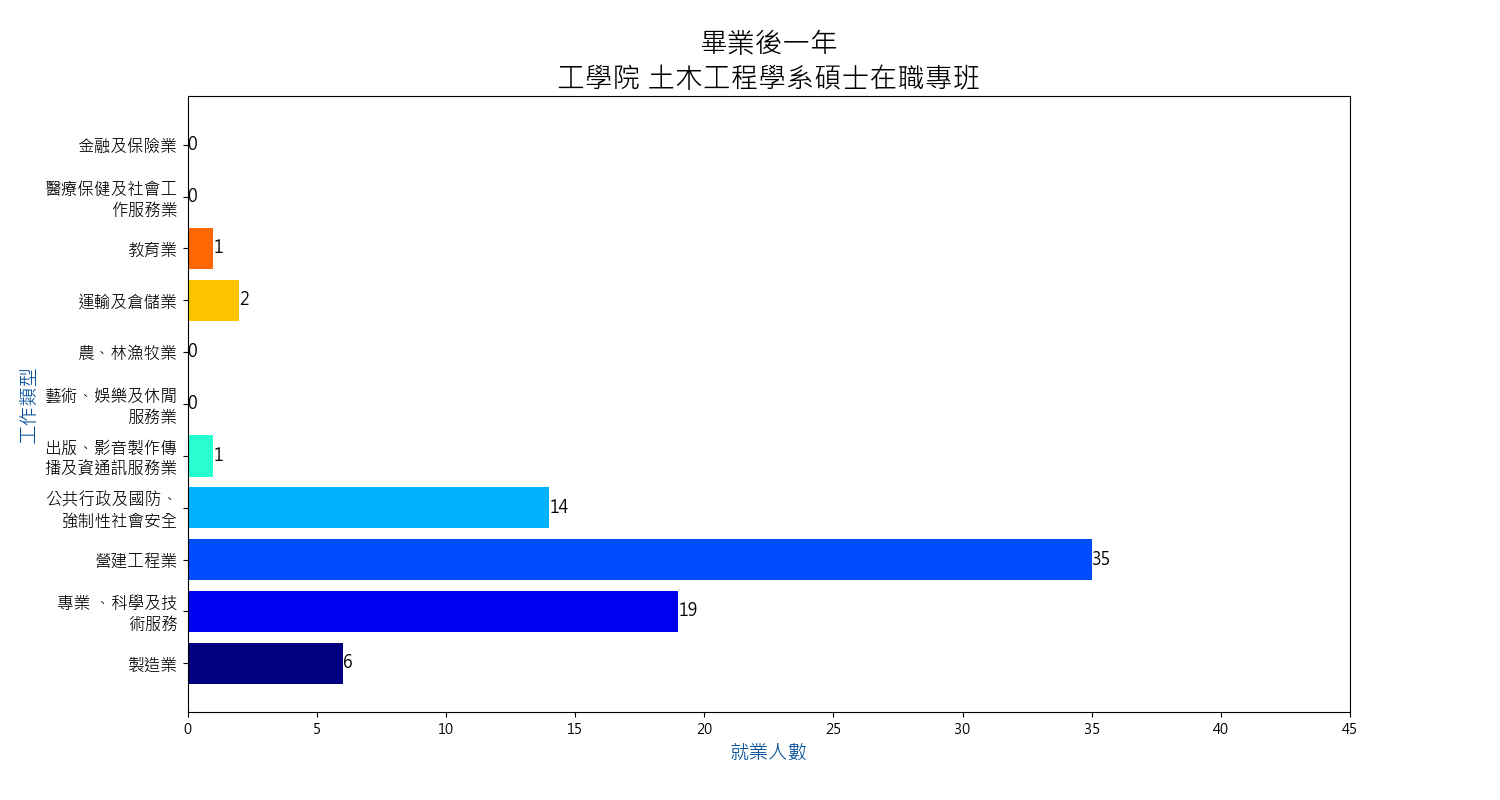 畢業後一年
工學院 土木工程學系碩士在職專班
工作類型
金融及保險業
0
醫療保健及社會工
作服務業
0
教育業
1
運輸及倉儲業
2
農、林漁牧業
0
藝術、娛樂及休閒
服務業
0
出版、影音製作傳
播及資通訊服務業
1
公共行政及國防、
強制性社會安全
14
營建工程業
35
專業 、科學及技
術服務
19
製造業
6
0 5 10 15 20 25 30 35 40 45
就業人數